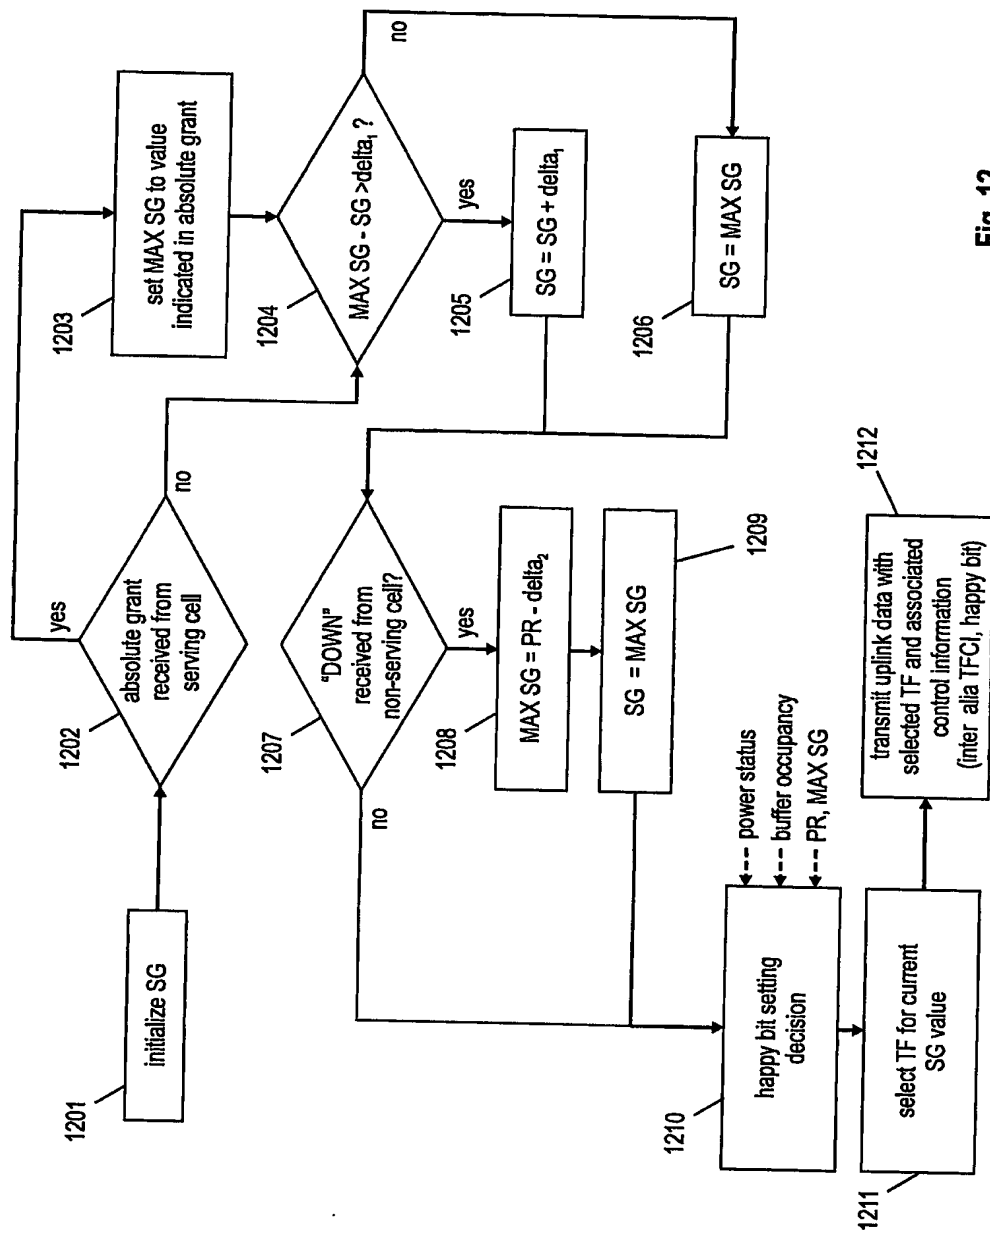 1201
initialize SG
1202
absolute grant
received from
serving cell
yes
no
1203
set MAX SG to value
indicated in absolute grant
1204
MAX SG - SG >delta₁ ?
yes
no
1205
SG = SG + delta₁
1206
SG = MAX SG
1207
“DOWN”
received from
non-serving cell?
no
yes
1208
MAX SG = PR - delta₂
1209
SG = MAX SG
1210
happy bit setting
decision
power status
buffer occupancy
PR, MAX SG
1211
select TF for current
SG value
1212
transmit uplink data with
selected TF and associated
control information
(inter alia TFCI, happy bit)
Fig. 12